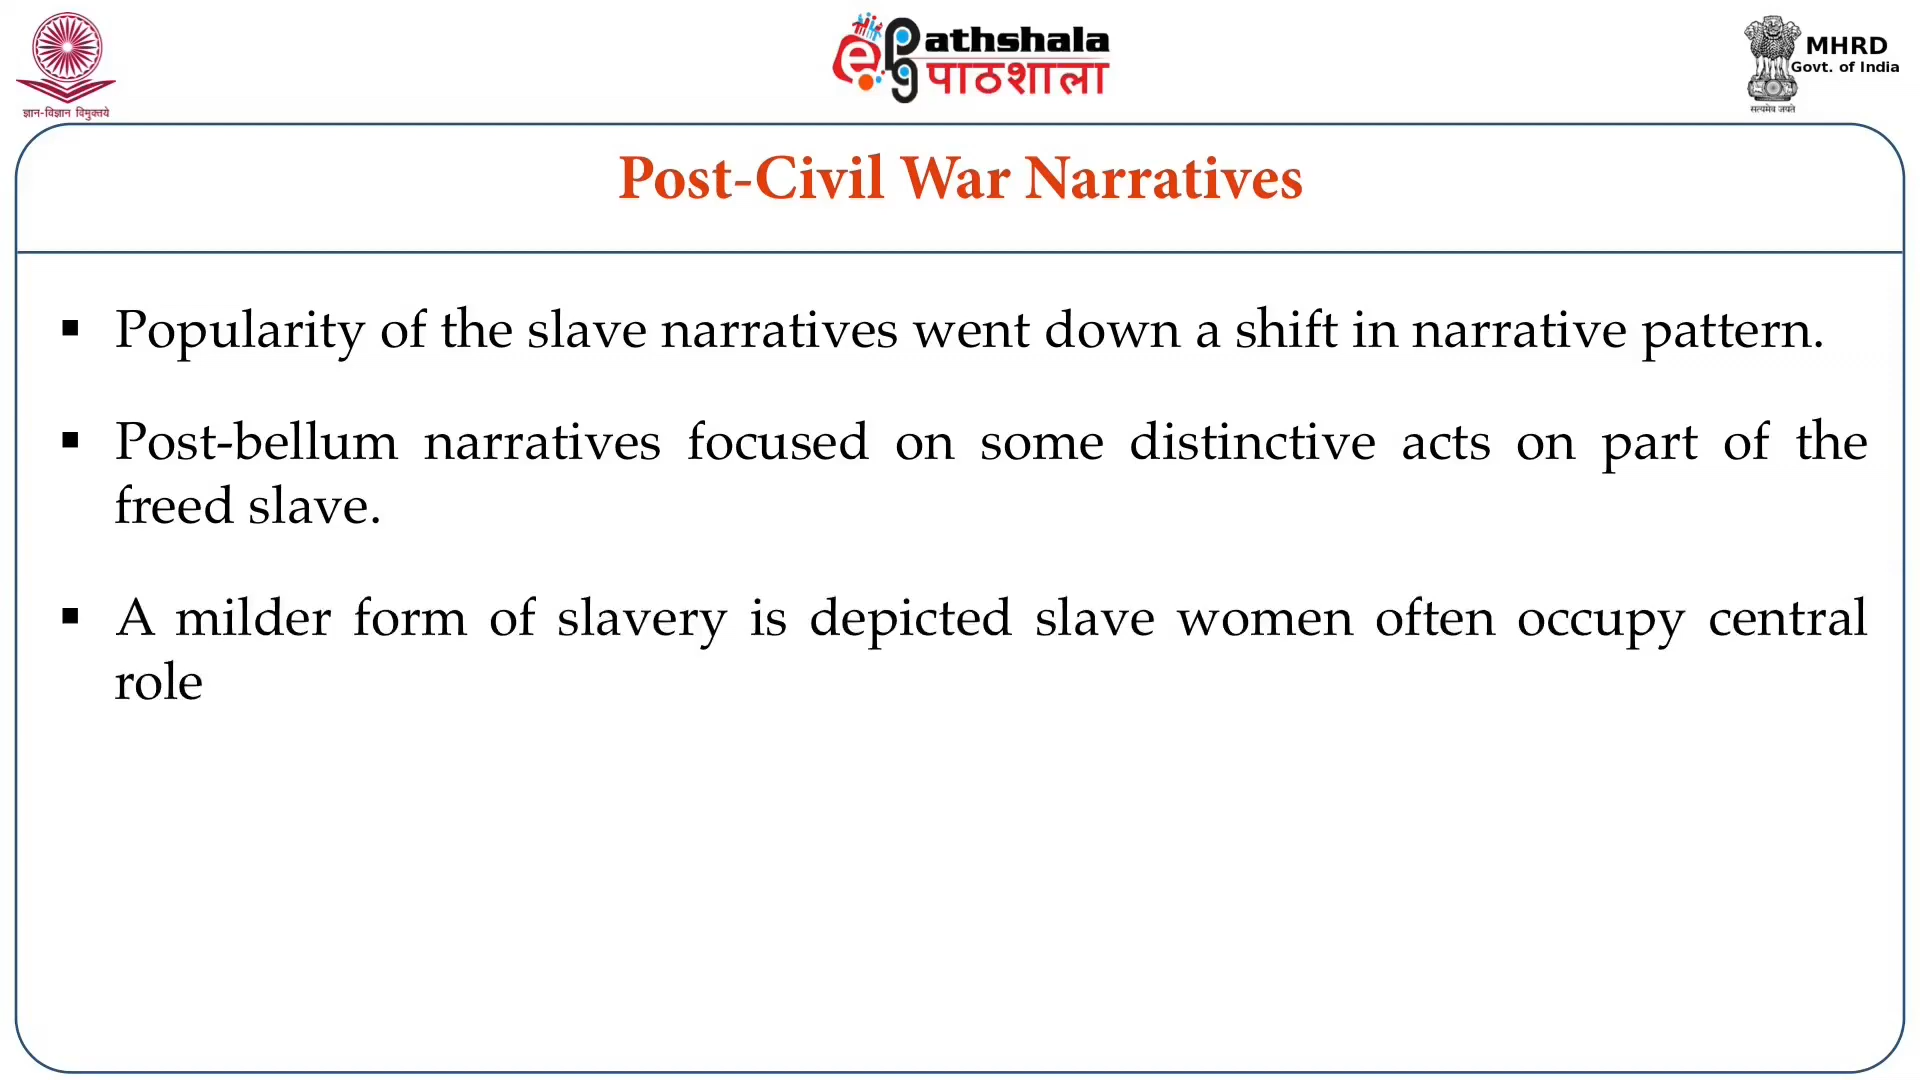 ज्ञान-विज्ञान विमुक्तये
ePG Pathshala
पाठशाला
सत्यमेव जयते
MHRD
Govt. of India
Post-Civil War Narratives
▪ Popularity of the slave narratives went down a shift in narrative pattern.
▪ Post-bellum narratives focused on some distinctive acts on part of the
freed slave.
▪ A milder form of slavery is depicted slave women often occupy central
role